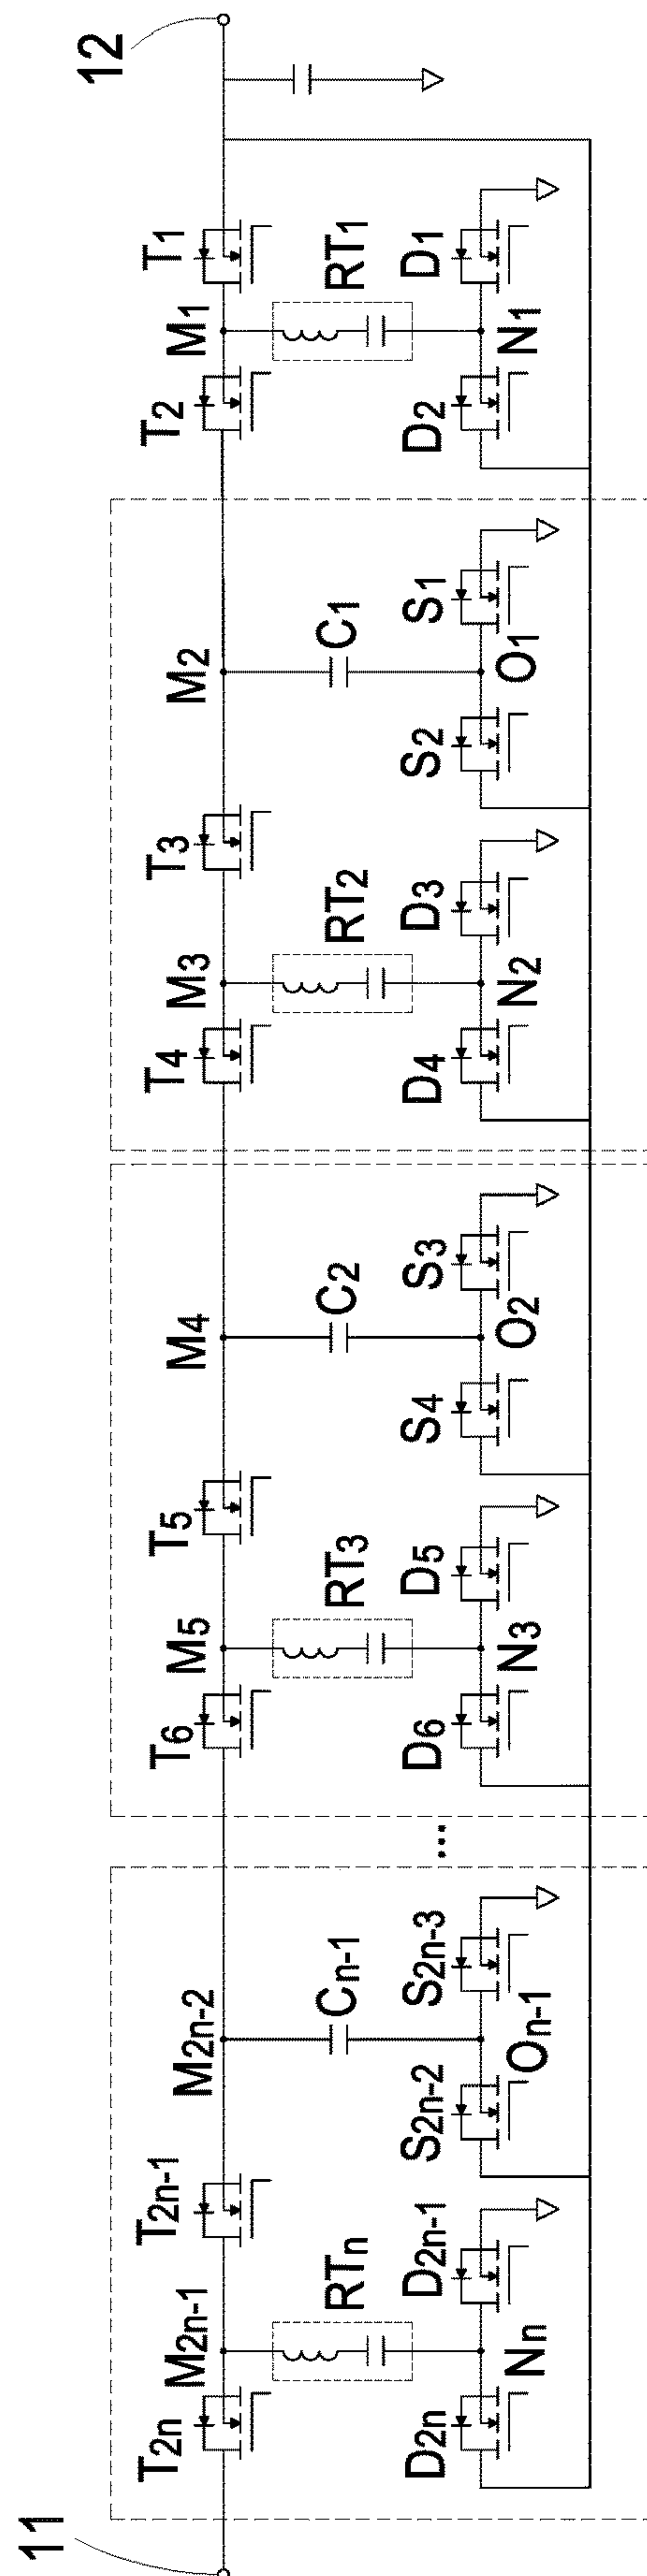 11
12
T2n
M2n-1
T2n-1
M2n-2
T6
M5
T5
M4
T4
M3
T3
M2
T2
M1
T1
RTn
Cn-1
...
RT3
C2
RT2
C1
RT1
D2n
D2n-1
S2n-2
S2n-3
D6
D5
S4
S3
D4
D3
S2
S1
D2
D1
Nn
On-1
N3
O2
N2
O1
N1